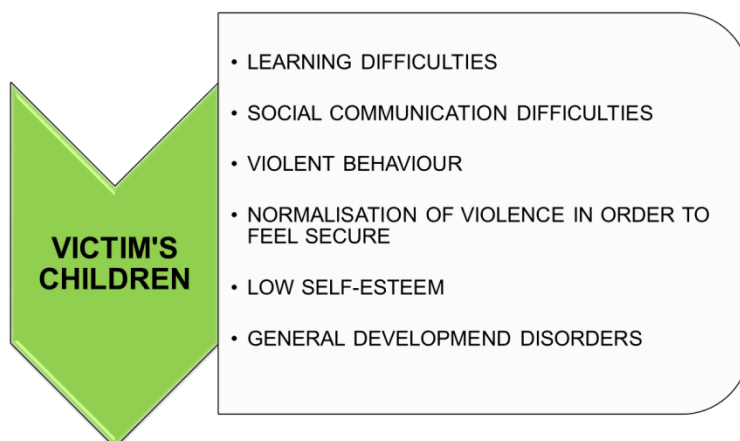 VICTIM'S
CHILDREN
• LEARNING DIFFICULTIES
• SOCIAL COMMUNICATION DIFFICULTIES
• VIOLENT BEHAVIOUR
• NORMALISATION OF VIOLENCE IN ORDER TO
FEEL SECURE
• LOW SELF-ESTEEM
• GENERAL DEVELOPMEND DISORDERS